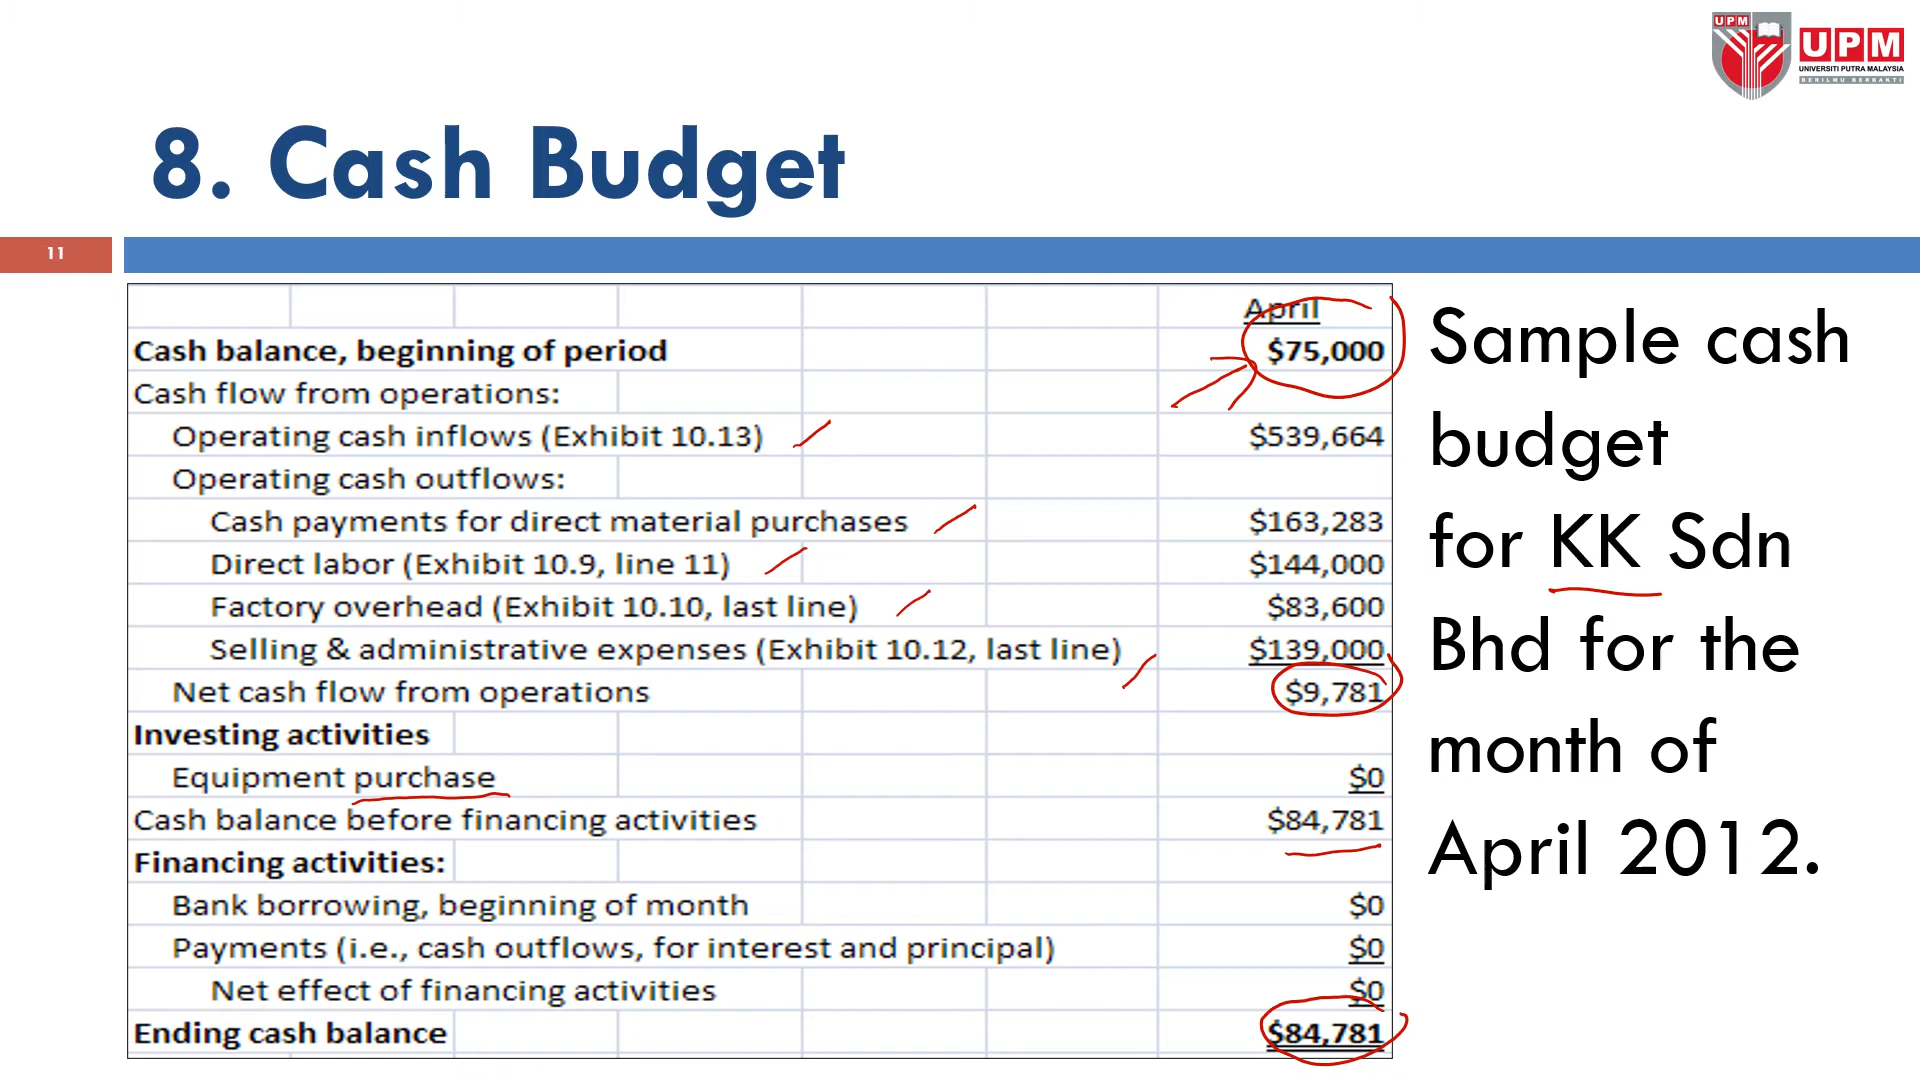 UPM
UPM
UNIVERSITI PUTRA MALAYSIA
BERILMU BERBAKTI
8. Cash Budget
11
April
Cash balance, beginning of period $75,000
Cash flow from operations:
Operating cash inflows (Exhibit 10.13) $539,664
Operating cash outflows:
Cash payments for direct material purchases $163,283
Direct labor (Exhibit 10.9, line 11) $144,000
Factory overhead (Exhibit 10.10, last line) $83,600
Selling & administrative expenses (Exhibit 10.12, last line) $139,000
Net cash flow from operations $9,781
Investing activities
Equipment purchase $0
Cash balance before financing activities $84,781
Financing activities:
Bank borrowing, beginning of month $0
Payments (i.e., cash outflows, for interest and principal) $0
Net effect of financing activities $0
Ending cash balance $84,781
Sample cash
budget
for KK Sdn
Bhd for the
month of
April 2012.